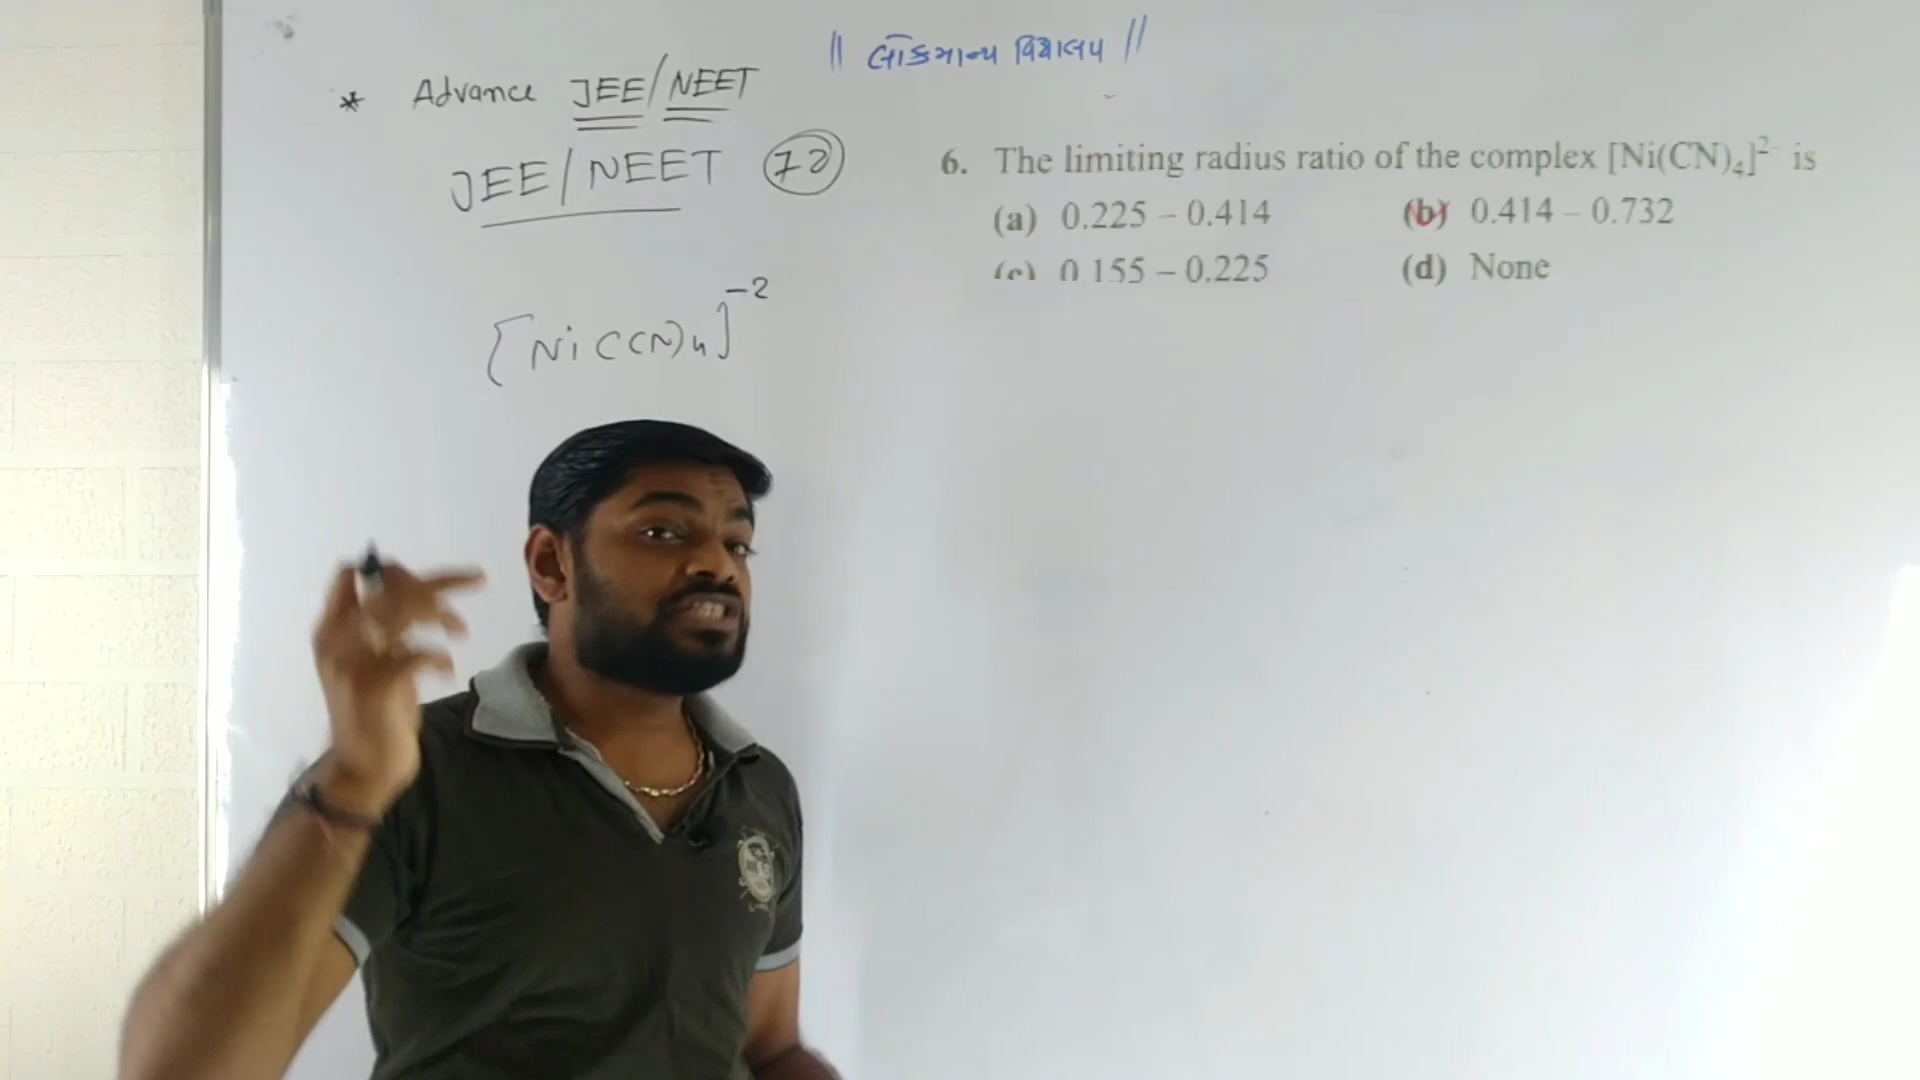 || લોકમાન્ય વિદ્યાલય ||
* Advance JEE/NEET
JEE/NEET 72
[Ni(CN)4]-2
6. The limiting radius ratio of the complex [Ni(CN)4]2- is
(a) 0.225 – 0.414 (b) 0.414 – 0.732
(c) 0.155 – 0.225 (d) None